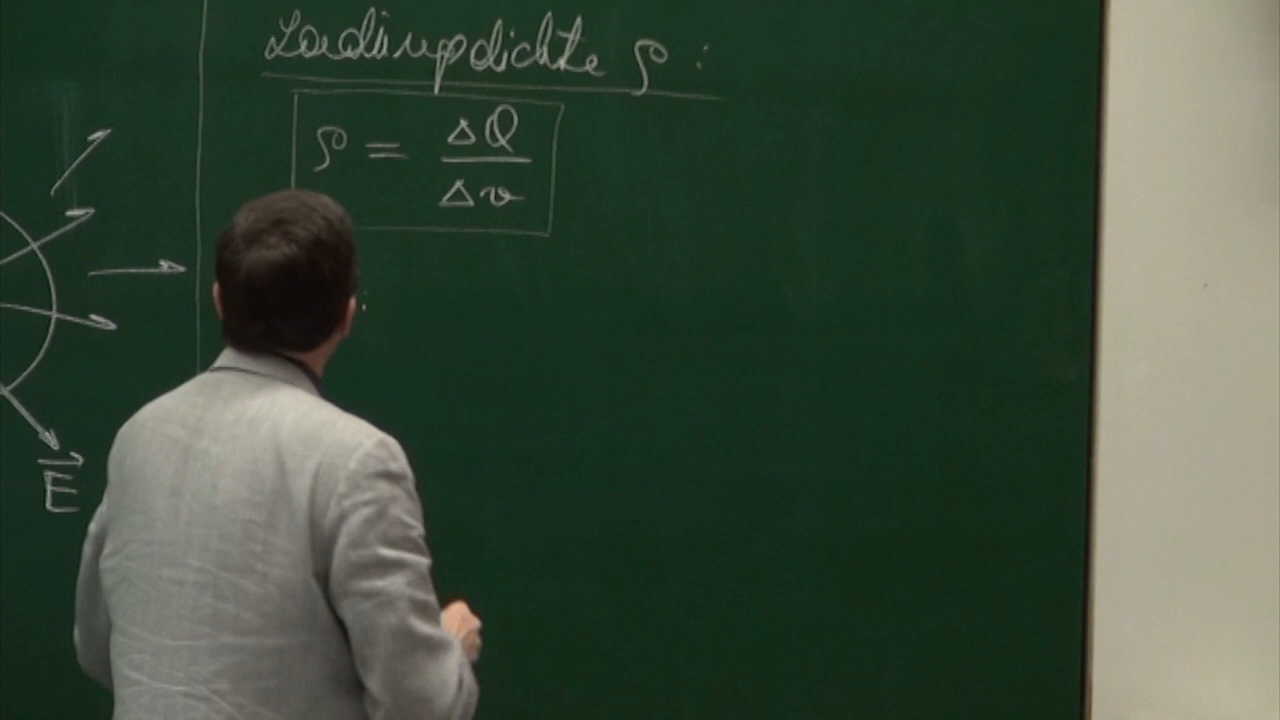 Ladungsdichte ρ :
ρ = ΔQ / Δv
E⃗